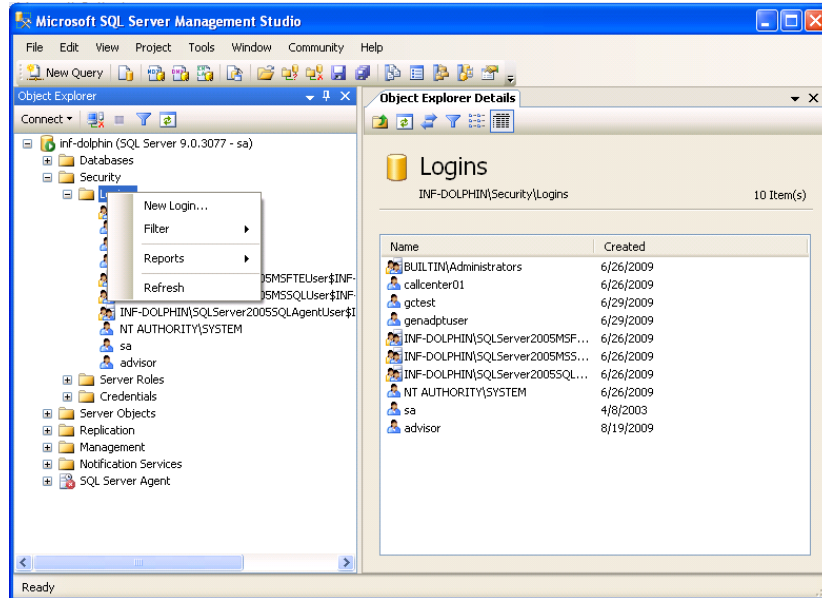 Microsoft SQL Server Management Studio
File Edit View Project Tools Window Community Help
New Query
Object Explorer
Connect
inf-dolphin (SQL Server 9.0.3077 - sa)
Databases
Security
New Login...
Filter
Reports
Refresh
2005MSFTEUser$INF-
2005MSSQLUser$INF-
INF-DOLPHIN\SQLServer2005SQLAgentUser$I
NT AUTHORITY\SYSTEM
sa
advisor
Server Roles
Credentials
Server Objects
Replication
Management
Notification Services
SQL Server Agent
Object Explorer Details
Logins
INF-DOLPHIN\Security\Logins 10 Item(s)
Name Created
BUILTIN\Administrators 6/26/2009
callcenter01 6/26/2009
gctest 6/29/2009
genadptuser 6/29/2009
INF-DOLPHIN\SQLServer2005MSF... 6/26/2009
INF-DOLPHIN\SQLServer2005MSS... 6/26/2009
INF-DOLPHIN\SQLServer2005SQL... 6/26/2009
NT AUTHORITY\SYSTEM 6/26/2009
sa 4/8/2003
advisor 8/19/2009
Ready